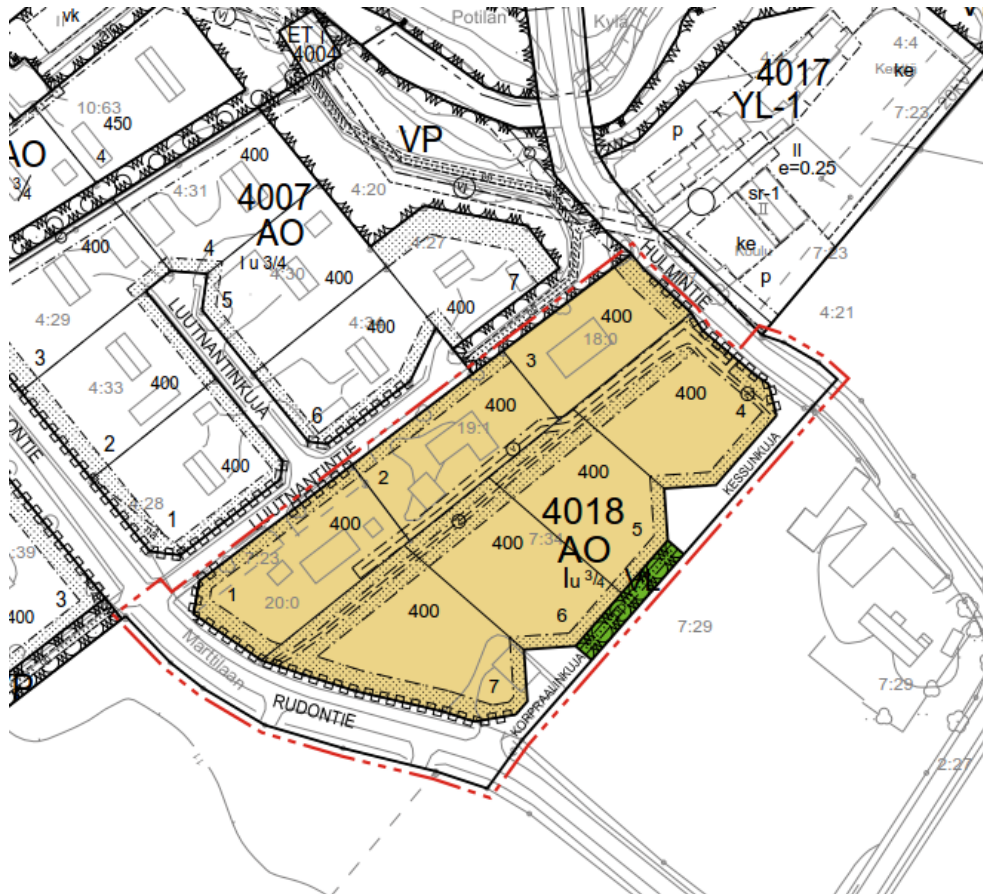 vk
ET
4004
Potilan
Kylä
4:4
ke
4017
YL-1
7:23
p
II
e=0.25
sr-1
II
ke
Koulu
7:23
p
4:21
10:63
450
4
AO
3/4
VP
400
4:31
4007
AO
I u 3/4
4:20
4:27
4
400
4:30
400
7
400
5
4:29
LUUTNANTINKUJA
400
3
4:33
400
6
2
400
4:28
1
LUUTNANTINTIE
TULMINTIE
400
18:0
3
400
4
400
19:1
2
KESSUNKUJA
400
400
4018
AO
Iu 3/4
7:34
5
400
20:0
1
6
400
7
3
400
Marttilaan
RUDONTIE
KORPRAALINKUJA
7:29
7:29
2:27